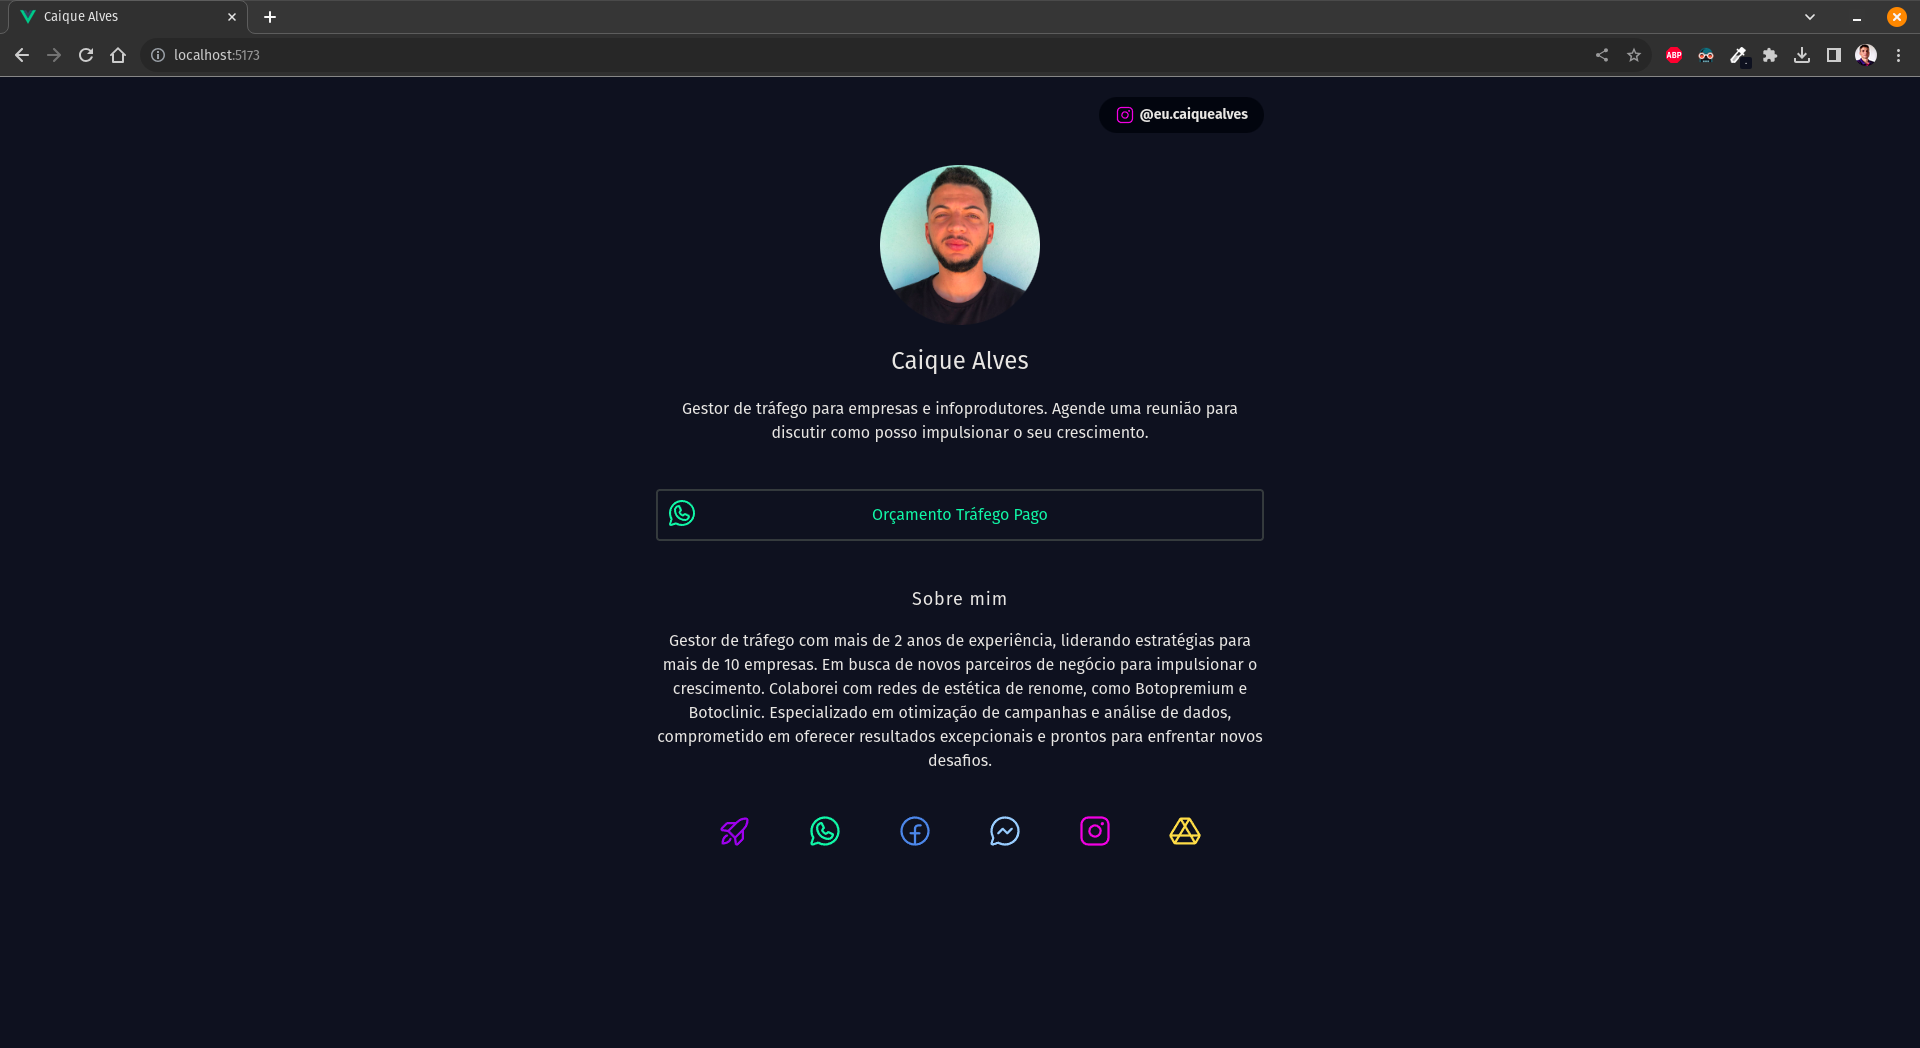 Caique Alves
localhost:5173
ABP
@eu.caiquealves
Caique Alves
Gestor de tráfego para empresas e infoprodutores. Agende uma reunião para
discutir como posso impulsionar o seu crescimento.
Orçamento Tráfego Pago
Sobre mim
Gestor de tráfego com mais de 2 anos de experiência, liderando estratégias para
mais de 10 empresas. Em busca de novos parceiros de negócio para impulsionar o
crescimento. Colaborei com redes de estética de renome, como Botopremium e
Botoclinic. Especializado em otimização de campanhas e análise de dados,
comprometido em oferecer resultados excepcionais e prontos para enfrentar novos
desafios.